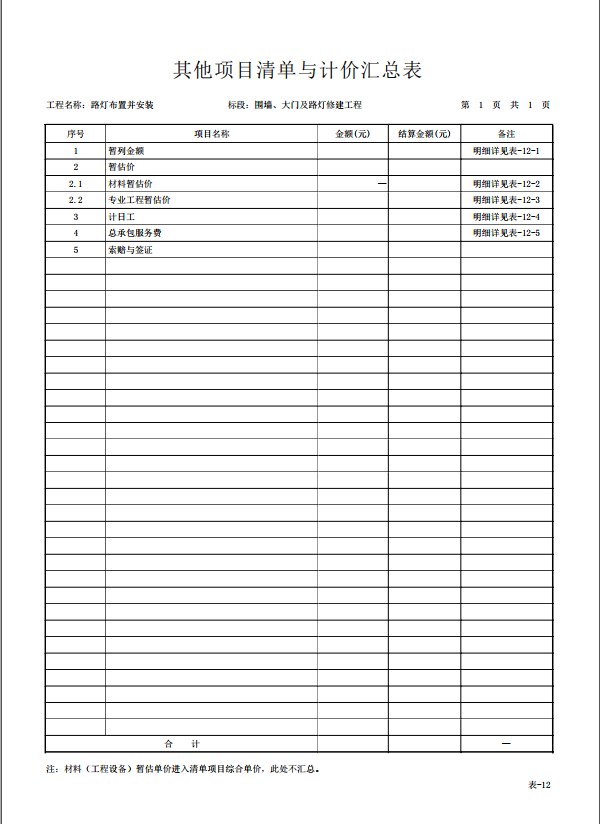 其他项目清单与计价汇总表
工程名称：路灯布置并安装 标段：围墙、大门及路灯修建工程 第 1 页 共 1 页
序号 项目名称 金额(元) 结算金额(元) 备注
1 暂列金额 明细详见表-12-1
2 暂估价
2.1 材料暂估价 — 明细详见表-12-2
2.2 专业工程暂估价 明细详见表-12-3
3 计日工 明细详见表-12-4
4 总承包服务费 明细详见表-12-5
5 索赔与签证
合 计 —
注：材料（工程设备）暂估单价进入清单项目综合单价，此处不汇总。
表-12